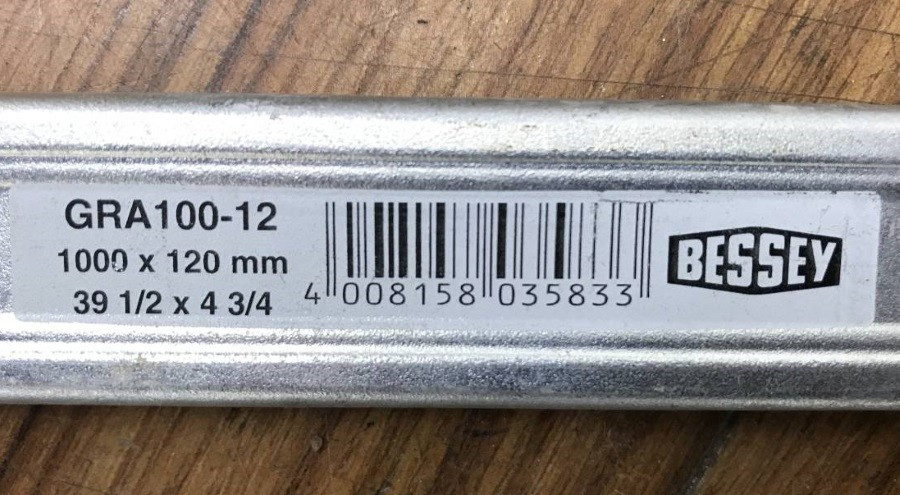 GRA100-12
1000 x 120 mm
39 1/2 x 4 3/4
4 008158 035833
BESSEY